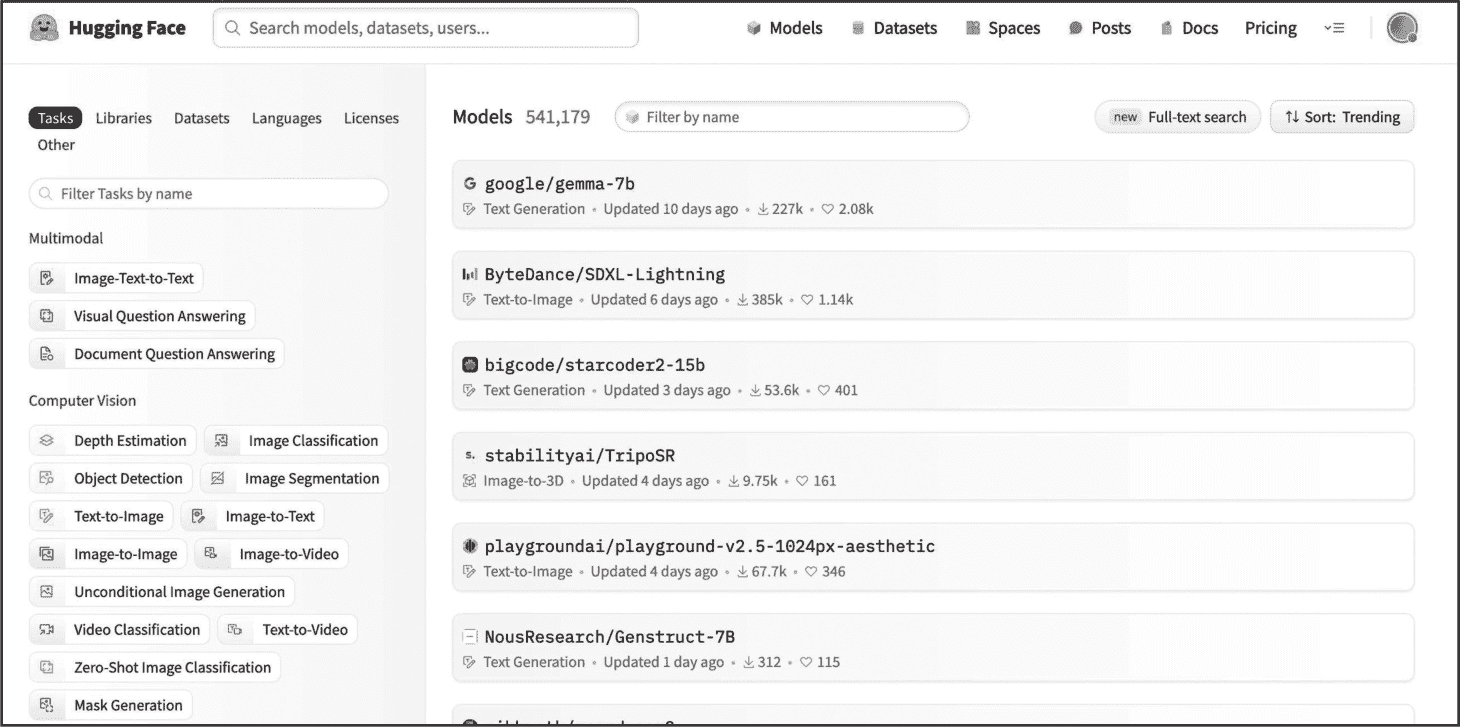 Hugging Face Search models, datasets, users... Models Datasets Spaces Posts Docs Pricing
Tasks Libraries Datasets Languages Licenses
Other
Filter Tasks by name
Multimodal
Image-Text-to-Text
Visual Question Answering
Document Question Answering
Computer Vision
Depth Estimation Image Classification
Object Detection Image Segmentation
Text-to-Image Image-to-Text
Image-to-Image Image-to-Video
Unconditional Image Generation
Video Classification Text-to-Video
Zero-Shot Image Classification
Mask Generation
Models 541,179 Filter by name new Full-text search Sort: Trending
google/gemma-7b
Text Generation • Updated 10 days ago • 227k • 2.08k
ByteDance/SDXL-Lightning
Text-to-Image • Updated 6 days ago • 385k • 1.14k
bigcode/starcoder2-15b
Text Generation • Updated 3 days ago • 53.6k • 401
stabilityai/TripoSR
Image-to-3D • Updated 4 days ago • 9.75k • 161
playgroundai/playground-v2.5-1024px-aesthetic
Text-to-Image • Updated 4 days ago • 67.7k • 346
NousResearch/Genstruct-7B
Text Generation • Updated 1 day ago • 312 • 115